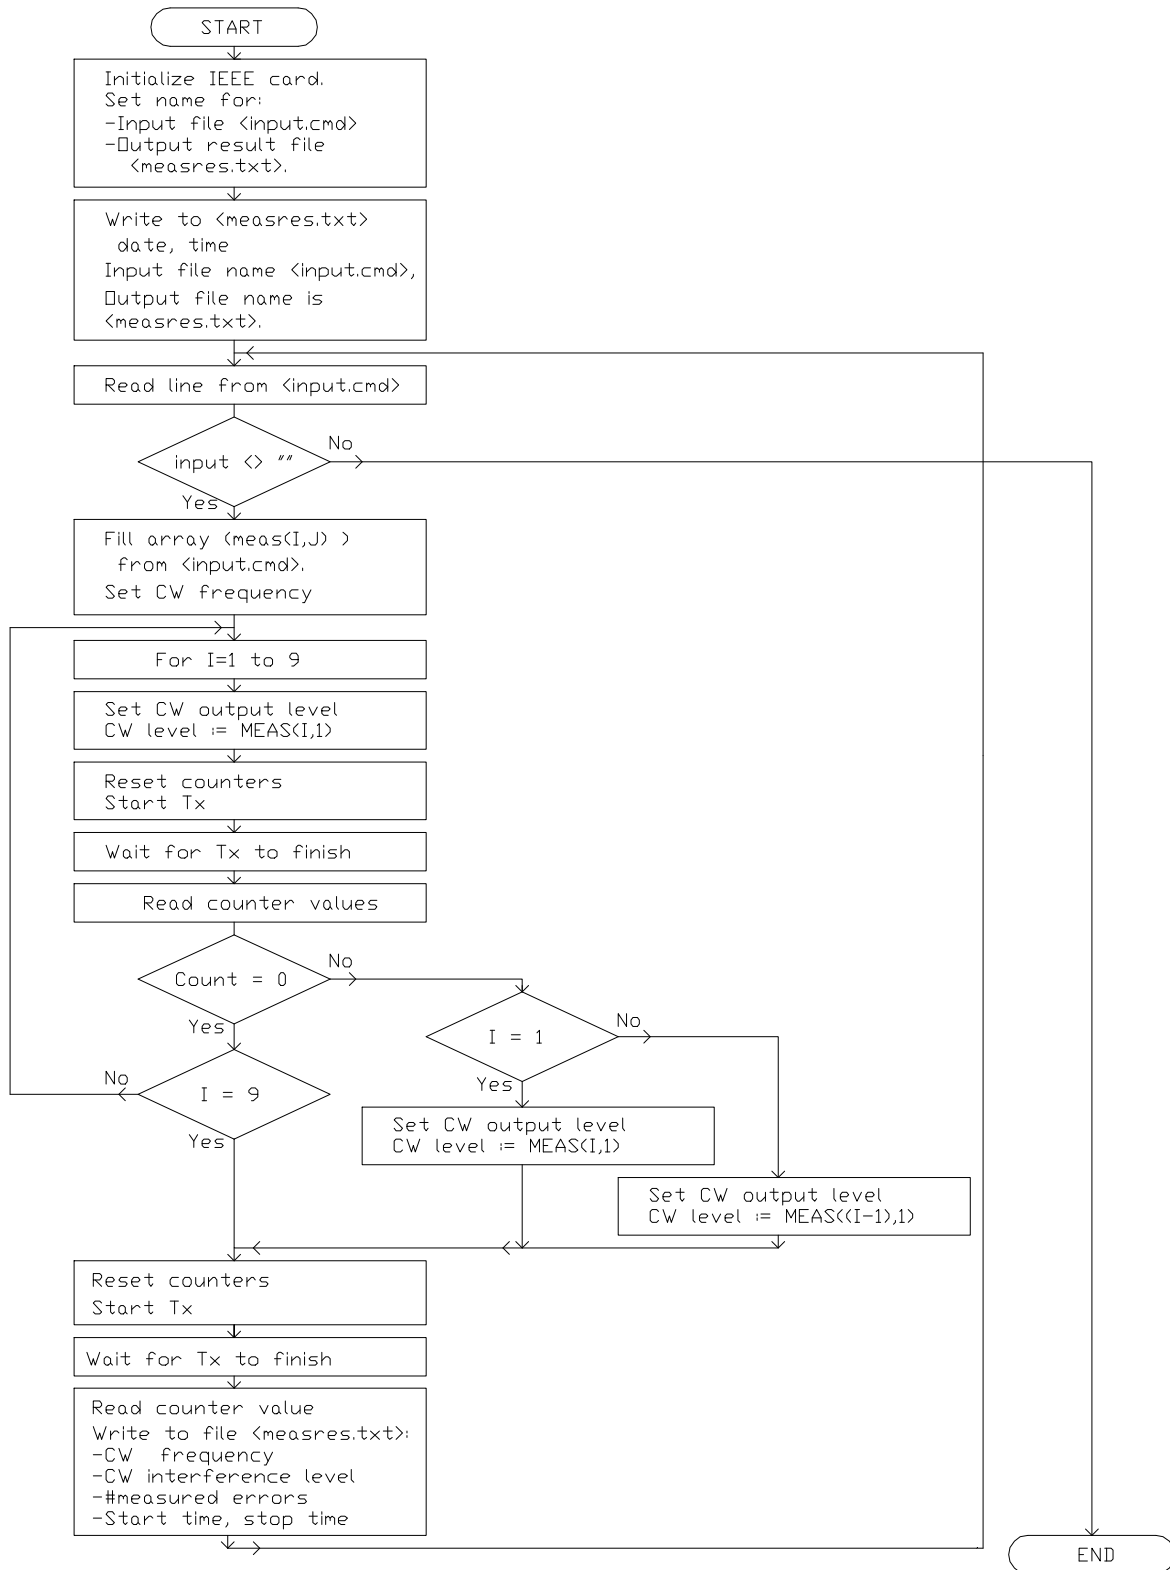 START
Initialize IEEE card.
Set name for:
-Input file <input.cmd>
-Output result file
<measres.txt>.
Write to <measres.txt>
date, time
Input file name <input.cmd>,
Output file name is
<measres.txt>.
Read line from <input.cmd>
input <> ""
No
Yes
Fill array (meas(I,J) )
from <input.cmd>.
Set CW frequency
For I=1 to 9
Set CW output level
CW level := MEAS(I,1)
Reset counters
Start Tx
Wait for Tx to finish
Read counter values
Count = 0
No
Yes
I = 1
No
Yes
I = 9
No
Yes
Set CW output level
CW level := MEAS(I,1)
Set CW output level
CW level := MEAS((I-1),1)
Reset counters
Start Tx
Wait for Tx to finish
Read counter value
Write to file <measres.txt>:
-CW frequency
-CW interference level
-#measured errors
-Start time, stop time
END